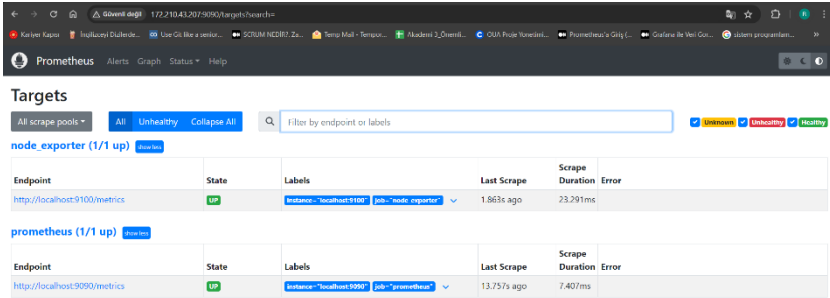 Güvenli değil 172.210.43.207:9090/targets?search=
Kariyer Kapısı İngilizceyi Dizilerde... Use Git like a senior... SCRUM NEDİR?. Za... Temp Mail - Tempor... Akademi 3_Önemli... OUA Proje Yönetimi... Prometheus'a Giriş (... Grafana ile Veri Gör... sistem programlam... »
Prometheus Alerts Graph Status Help
Targets
All scrape pools All Unhealthy Collapse All Filter by endpoint or labels Unknown Unhealthy Healthy
node_exporter (1/1 up) show less
Endpoint State Labels Last Scrape Scrape Duration Error
http://localhost:9100/metrics UP instance="localhost:9100" job="node_exporter" 1.863s ago 23.291ms
prometheus (1/1 up) show less
Endpoint State Labels Last Scrape Scrape Duration Error
http://localhost:9090/metrics UP instance="localhost:9090" job="prometheus" 13.757s ago 7.407ms